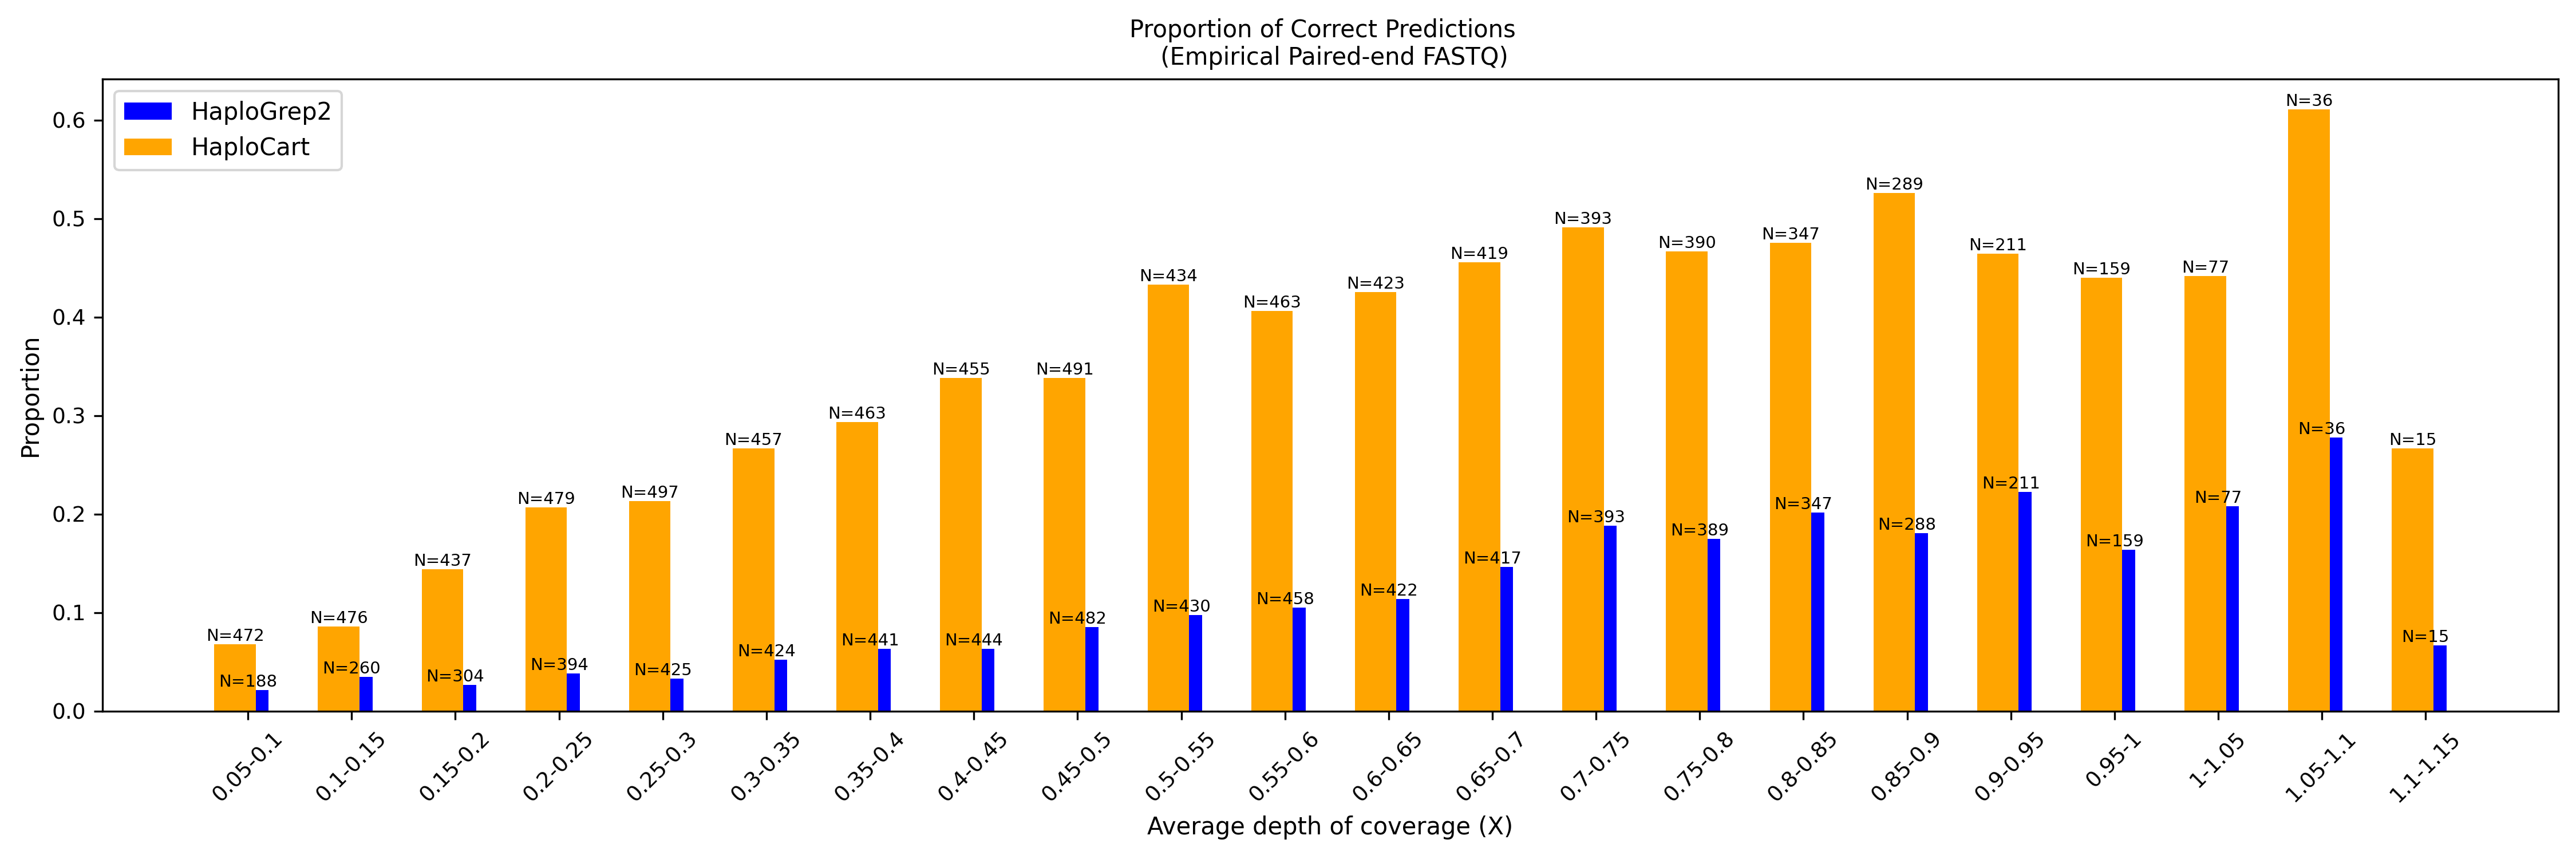 Proportion of Correct Predictions
(Empirical Paired-end FASTQ)
HaploGrep2
HaploCart
Proportion
0.6
0.5
0.4
0.3
0.2
0.1
0.0
N=472
N=188
N=476
N=260
N=437
N=304
N=479
N=394
N=497
N=425
N=457
N=424
N=463
N=441
N=455
N=444
N=491
N=482
N=434
N=430
N=463
N=458
N=423
N=422
N=419
N=417
N=393
N=393
N=390
N=389
N=347
N=347
N=289
N=288
N=211
N=211
N=159
N=159
N=77
N=77
N=36
N=36
N=15
N=15
0.05-0.1
0.1-0.15
0.15-0.2
0.2-0.25
0.25-0.3
0.3-0.35
0.35-0.4
0.4-0.45
0.45-0.5
0.5-0.55
0.55-0.6
0.6-0.65
0.65-0.7
0.7-0.75
0.75-0.8
0.8-0.85
0.85-0.9
0.9-0.95
0.95-1
1-1.05
1.05-1.1
1.1-1.15
Average depth of coverage (X)